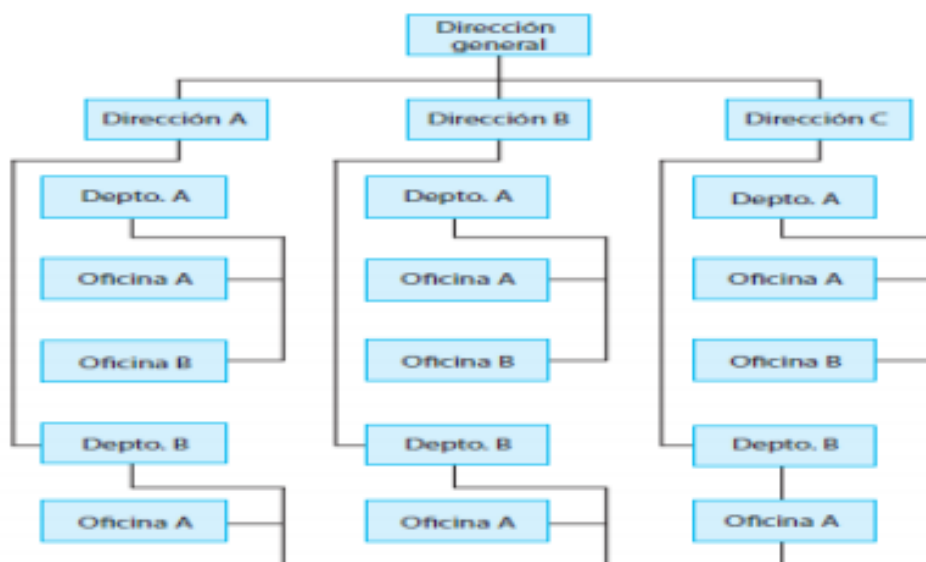 Dirección
general
Dirección A
Dirección B
Dirección C
Depto. A
Depto. A
Depto. A
Oficina A
Oficina A
Oficina A
Oficina B
Oficina B
Oficina B
Depto. B
Depto. B
Depto. B
Oficina A
Oficina A
Oficina A